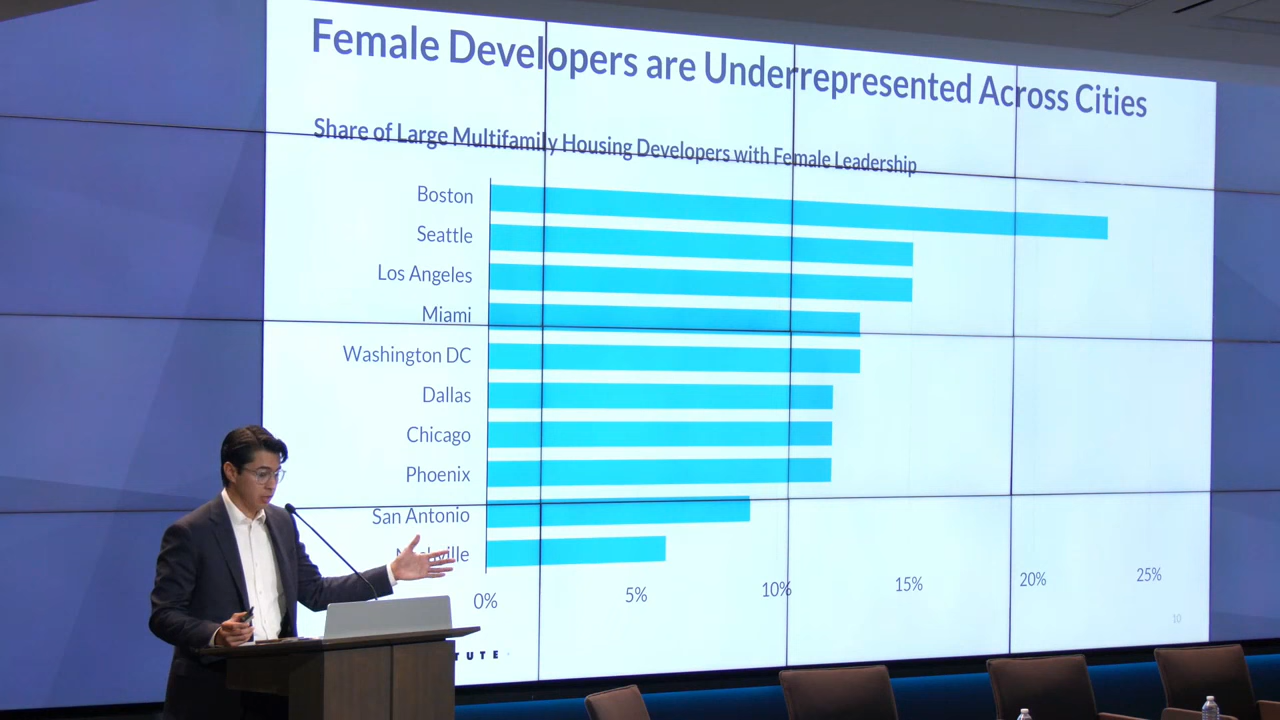 Female Developers are Underrepresented Across Cities
Share of Large Multifamily Housing Developers with Female Leadership
Boston
Seattle
Los Angeles
Miami
Washington DC
Dallas
Chicago
Phoenix
San Antonio
Nashville
0% 5% 10% 15% 20% 25%
10